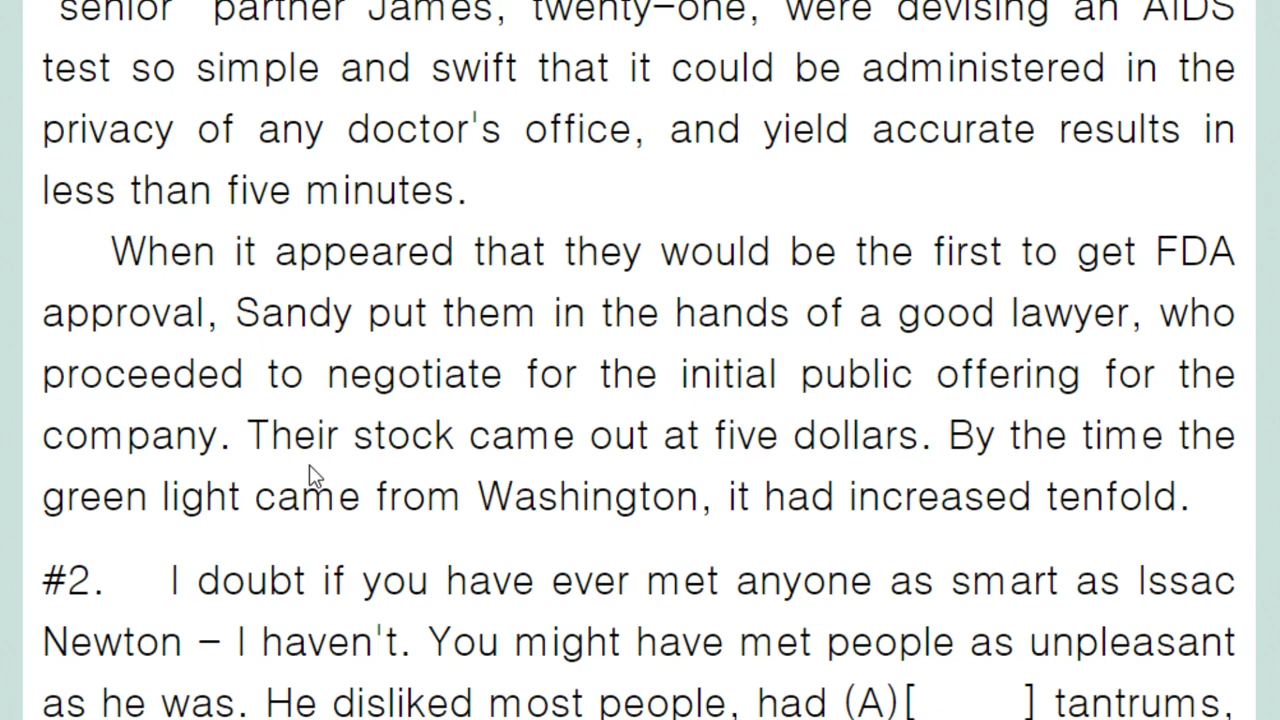 "senior" partner James, twenty-one, were devising an AIDS
test so simple and swift that it could be administered in the
privacy of any doctor's office, and yield accurate results in
less than five minutes.
When it appeared that they would be the first to get FDA
approval, Sandy put them in the hands of a good lawyer, who
proceeded to negotiate for the initial public offering for the
company. Their stock came out at five dollars. By the time the
green light came from Washington, it had increased tenfold.
#2. I doubt if you have ever met anyone as smart as Issac
Newton – I haven't. You might have met people as unpleasant
as he was. He disliked most people, had (A)[ ] tantrums,